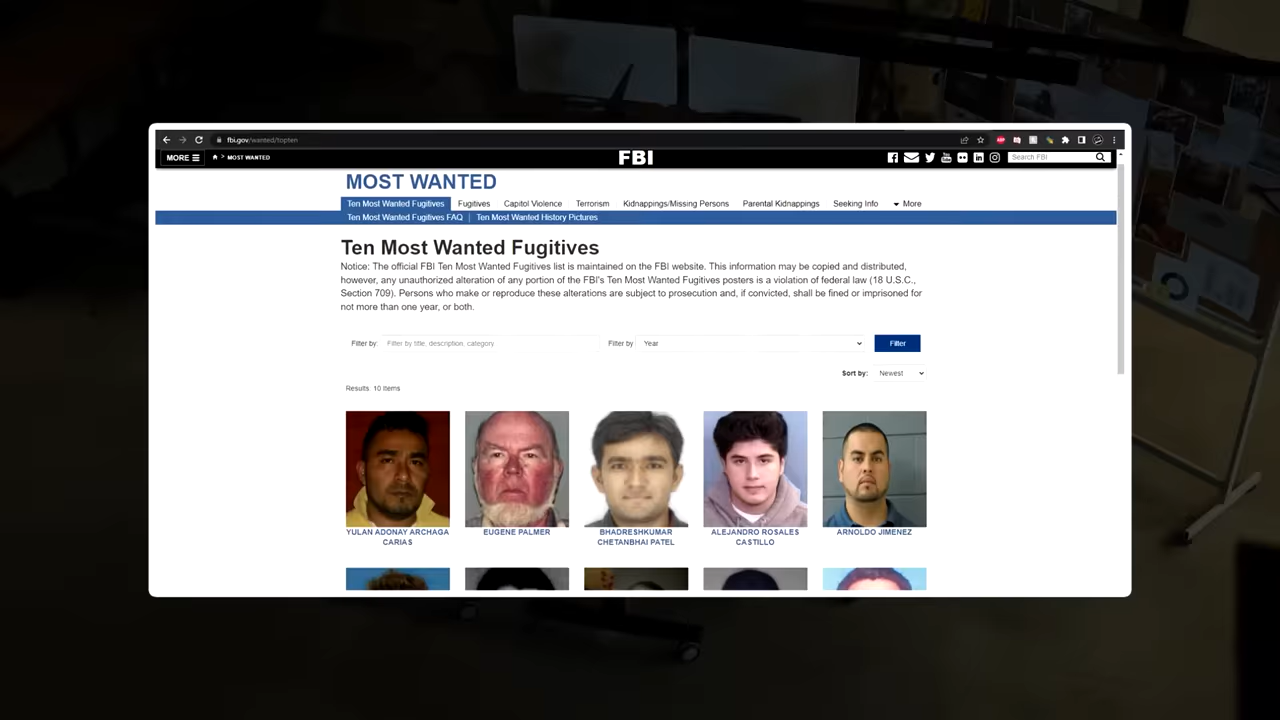 fbi.gov/wanted/topten
MORE
> MOST WANTED
FBI
Search FBI
MOST WANTED
Ten Most Wanted Fugitives
Fugitives
Capitol Violence
Terrorism
Kidnappings/Missing Persons
Parental Kidnappings
Seeking Info
More
Ten Most Wanted Fugitives FAQ
Ten Most Wanted History Pictures
Ten Most Wanted Fugitives
Notice: The official FBI Ten Most Wanted Fugitives list is maintained on the FBI website. This information may be copied and distributed,
however, any unauthorized alteration of any portion of the FBI's Ten Most Wanted Fugitives posters is a violation of federal law (18 U.S.C.,
Section 709). Persons who make or reproduce these alterations are subject to prosecution and, if convicted, shall be fined or imprisoned for
not more than one year, or both.
Filter by:
Filter by title, description, category
Filter by
Year
Filter
Sort by:
Newest
Results: 10 Items
YULAN ADONAY ARCHAGA
CARIAS
EUGENE PALMER
BHADRESHKUMAR
CHETANBHAI PATEL
ALEJANDRO ROSALES
CASTILLO
ARNOLDO JIMENEZ